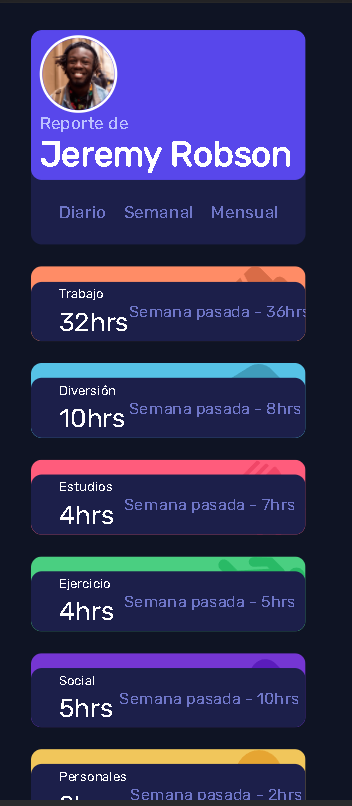 Reporte de
Jeremy Robson
Diario Semanal Mensual
Trabajo
32hrs Semana pasada - 36hrs
Diversión
10hrs Semana pasada - 8hrs
Estudios
4hrs Semana pasada - 7hrs
Ejercicio
4hrs Semana pasada - 5hrs
Social
5hrs Semana pasada - 10hrs
Personales
Semana pasada - 2hrs